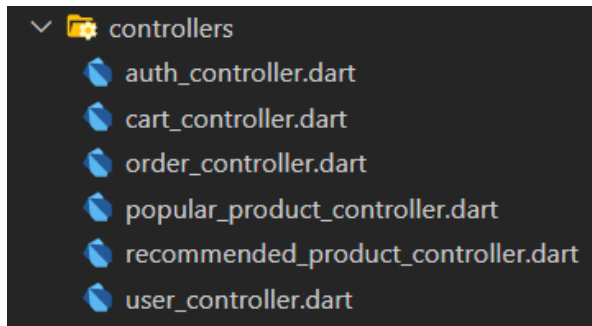 controllers
auth_controller.dart
cart_controller.dart
order_controller.dart
popular_product_controller.dart
recommended_product_controller.dart
user_controller.dart